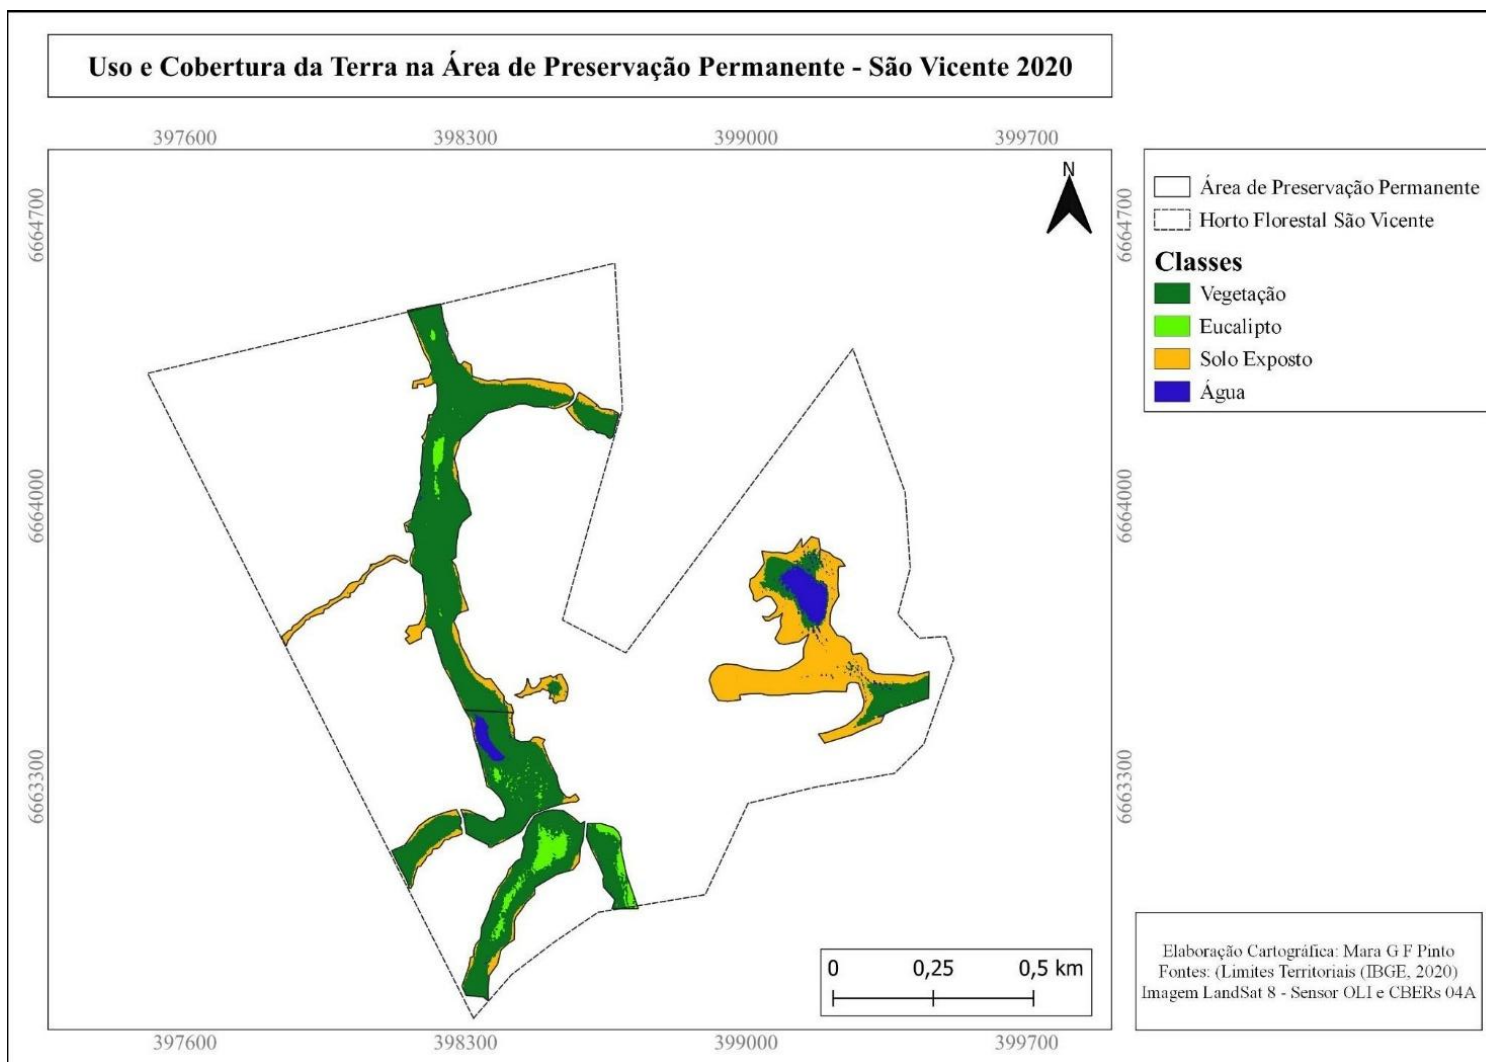 Uso e Cobertura da Terra na Área de Preservação Permanente - São Vicente 2020
397600 398300 399000 399700
N
6664700
6664000
6663300
6664700
6664000
6663300
Área de Preservação Permanente
Horto Florestal São Vicente
Classes
Vegetação
Eucalipto
Solo Exposto
Água
0 0,25 0,5 km
Elaboração Cartográfica: Mara G F Pinto
Fontes: (Limites Territoriais (IBGE, 2020)
Imagem LandSat 8 - Sensor OLI e CBERs 04A
397600 398300 399000 399700